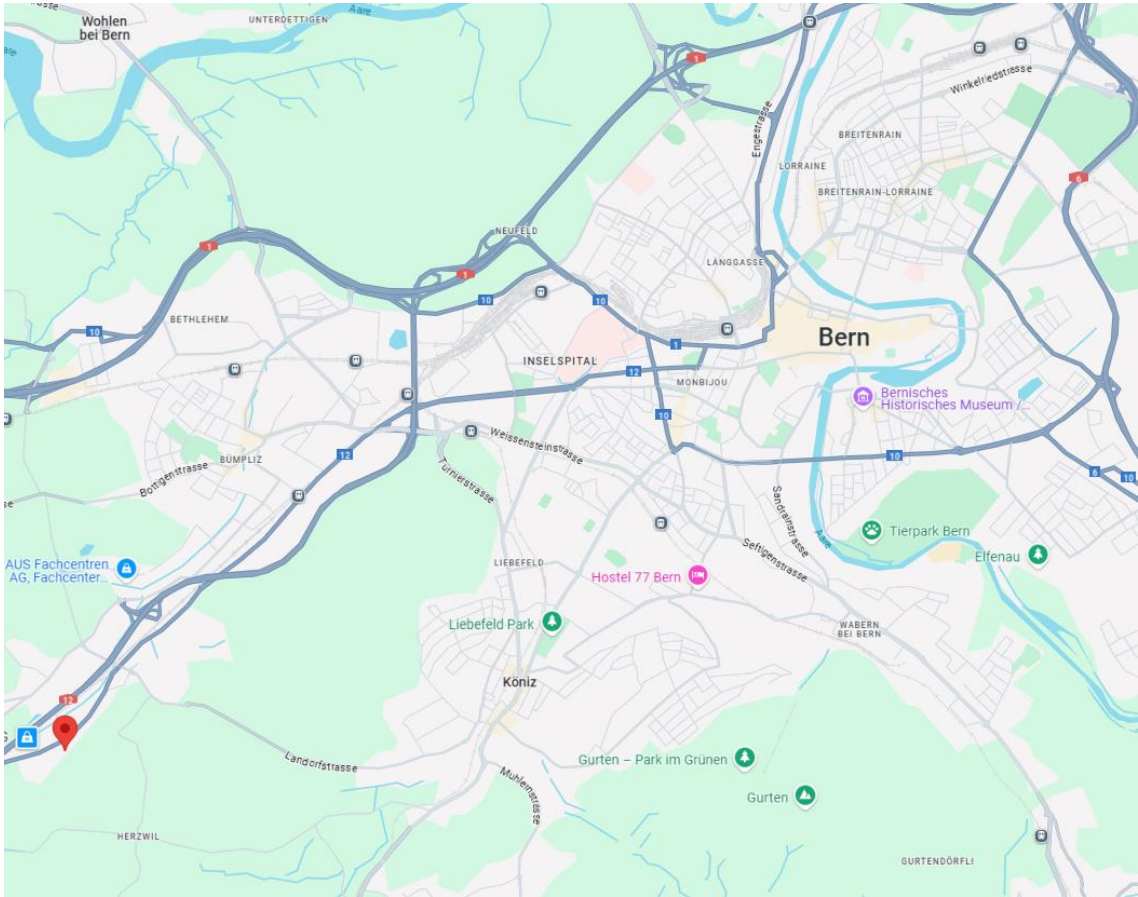 Wohlen
bei Bern
UNTERDETTIGEN
Aare
Aare
1
Winkelriedstrasse
Engestrasse
BREITENRAIN
LORRAINE
6
BREITENRAIN-LORRAINE
NEUFELD
1
1
LANGGASSE
10
10
BETHLEHEM
10
Bern
1
INSELSPITAL
12
MONBIJOU
Bernisches
Historisches Museum /...
10
Weissensteinstrasse
12
10
BÜMPLIZ
Bottigenstrasse
Turnierstrasse
6
10
Sandrainstrasse
Tierpark Bern
Aare
Seftigenstrasse
Elfenau
AUS Fachcentren
AG, Fachcenter...
LIEBEFELD
Hostel 77 Bern
Liebefeld Park
WABERN
BEI BERN
Köniz
12
G
Landorfstrasse
Gurten – Park im Grünen
Muhleinstrasse
Gurten
HERZWIL
GURTENDÖRFLI